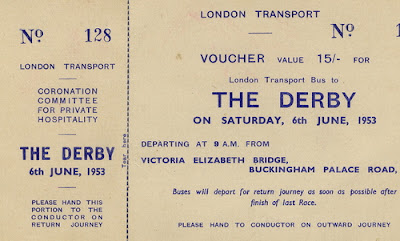 No 128
LONDON TRANSPORT
CORONATION
COMMITTEE
FOR PRIVATE
HOSPITALITY
THE DERBY
6th JUNE, 1953
PLEASE HAND THIS
PORTION TO THE
CONDUCTOR ON
RETURN JOURNEY
Tear here
LONDON TRANSPORT
No 1
VOUCHER VALUE 15/- FOR
London Transport Bus to
THE DERBY
ON SATURDAY, 6th JUNE, 1953
DEPARTING AT 9 A.M. FROM
VICTORIA ELIZABETH BRIDGE,
BUCKINGHAM PALACE ROAD,
Buses will depart for return journey as soon as possible after
finish of last Race.
PLEASE HAND TO CONDUCTOR ON OUTWARD JOURNEY